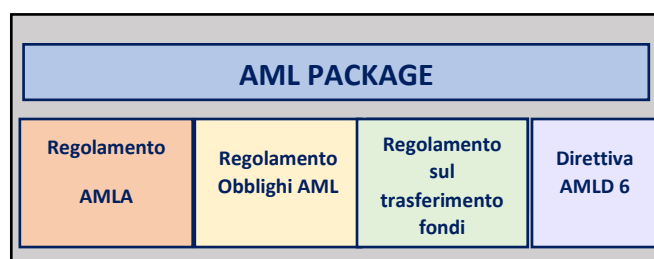 AML PACKAGE
Regolamento
AMLA
Regolamento
Obblighi AML
Regolamento
sul
trasferimento
fondi
Direttiva
AMLD 6